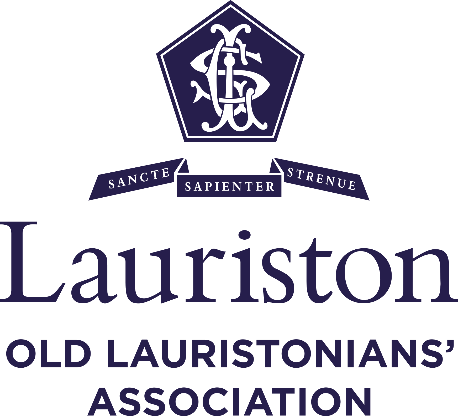 SANCTE SAPIENTER STRENUE
Lauriston
OLD LAURISTONIANS'
ASSOCIATION